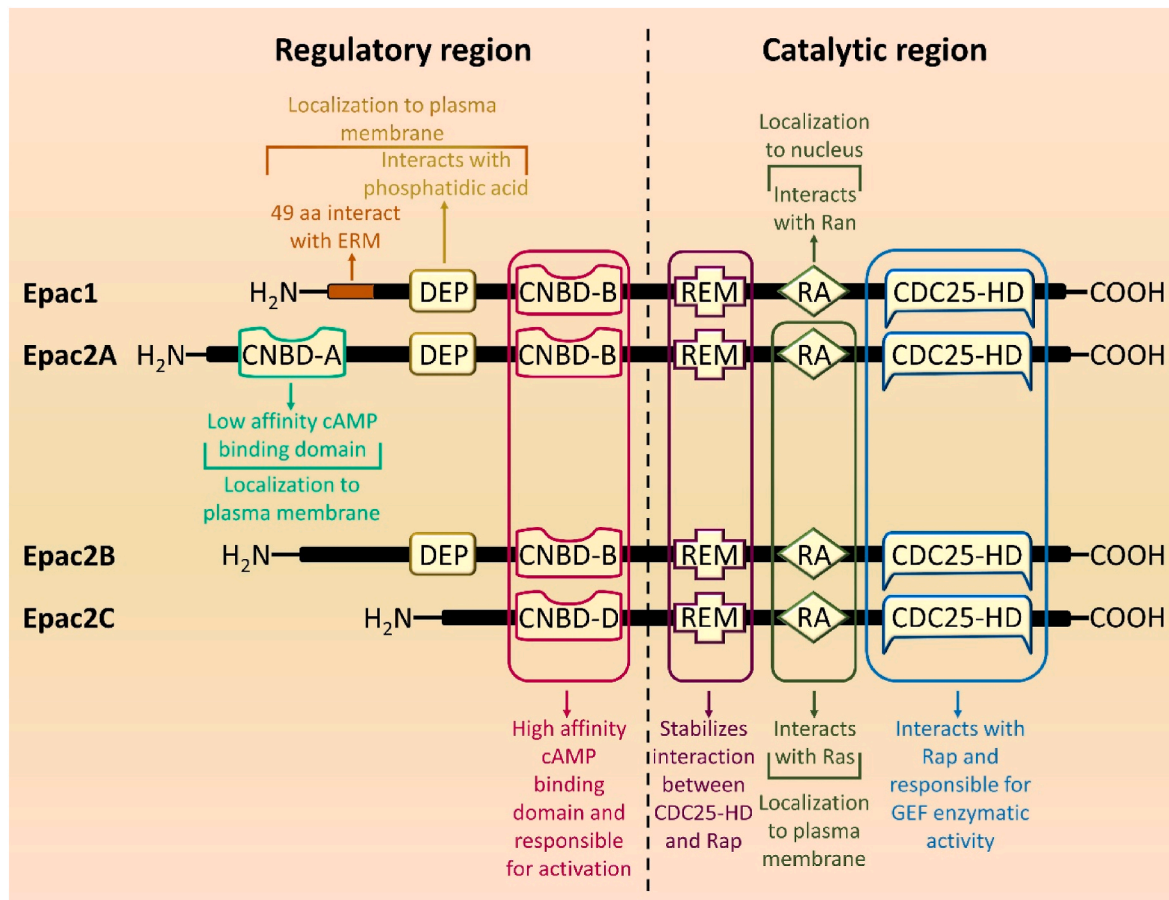 Regulatory region
Catalytic region
Localization to plasma
membrane
Interacts with
phosphatidic acid
49 aa interact
with ERM
Localization
to nucleus
Interacts
with Ran
Epac1
H2N
DEP
CNBD-B
REM
RA
CDC25-HD
COOH
Epac2A
H2N
CNBD-A
DEP
CNBD-B
REM
RA
CDC25-HD
COOH
Low affinity cAMP
binding domain
Localization to
plasma membrane
Epac2B
H2N
DEP
CNBD-B
REM
RA
CDC25-HD
COOH
Epac2C
H2N
CNBD-D
REM
RA
CDC25-HD
COOH
High affinity
cAMP
binding
domain and
responsible
for activation
Stabilizes
interaction
between
CDC25-HD
and Rap
Interacts
with Ras
Localization
to plasma
membrane
Interacts with
Rap and
responsible for
GEF enzymatic
activity